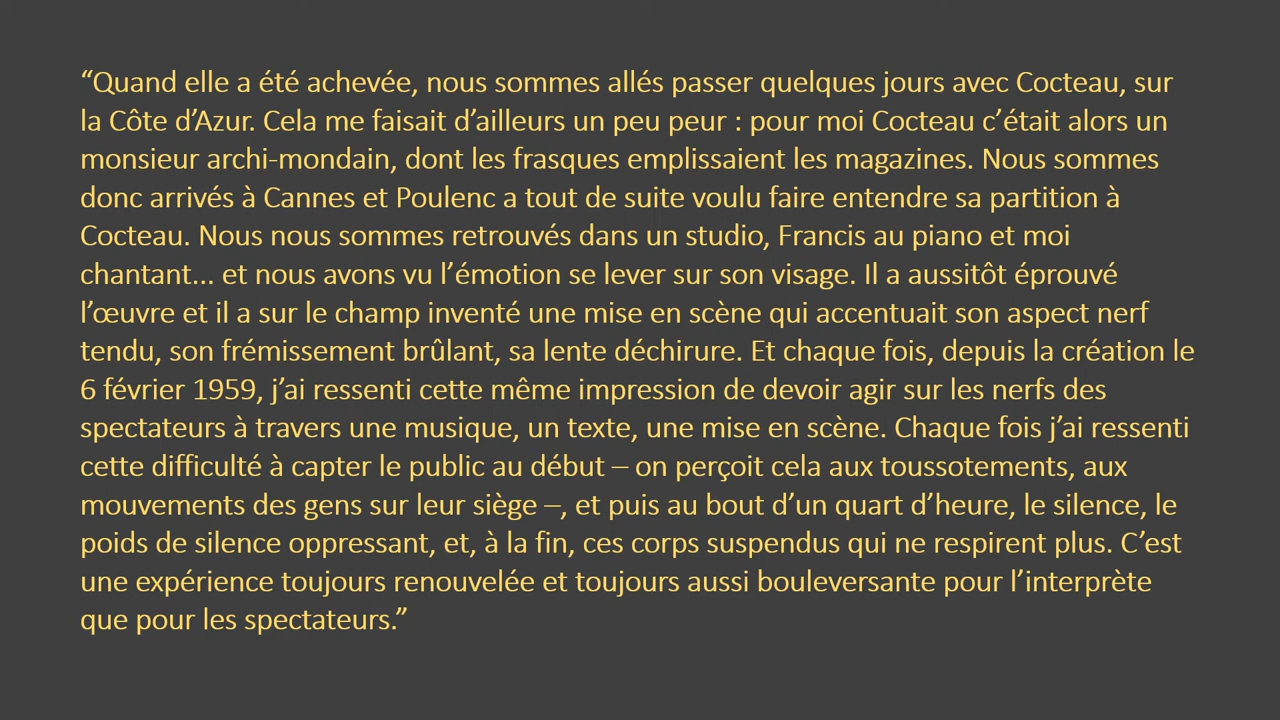 “Quand elle a été achevée, nous sommes allés passer quelques jours avec Cocteau, sur
la Côte d’Azur. Cela me faisait d’ailleurs un peu peur : pour moi Cocteau c’était alors un
monsieur archi-mondain, dont les frasques emplissaient les magazines. Nous sommes
donc arrivés à Cannes et Poulenc a tout de suite voulu faire entendre sa partition à
Cocteau. Nous nous sommes retrouvés dans un studio, Francis au piano et moi
chantant... et nous avons vu l’émotion se lever sur son visage. Il a aussitôt éprouvé
l’œuvre et il a sur le champ inventé une mise en scène qui accentuait son aspect nerf
tendu, son frémissement brûlant, sa lente déchirure. Et chaque fois, depuis la création le
6 février 1959, j’ai ressenti cette même impression de devoir agir sur les nerfs des
spectateurs à travers une musique, un texte, une mise en scène. Chaque fois j’ai ressenti
cette difficulté à capter le public au début – on perçoit cela aux toussotements, aux
mouvements des gens sur leur siège –, et puis au bout d’un quart d’heure, le silence, le
poids de silence oppressant, et, à la fin, ces corps suspendus qui ne respirent plus. C’est
une expérience toujours renouvelée et toujours aussi bouleversante pour l’interprète
que pour les spectateurs.”